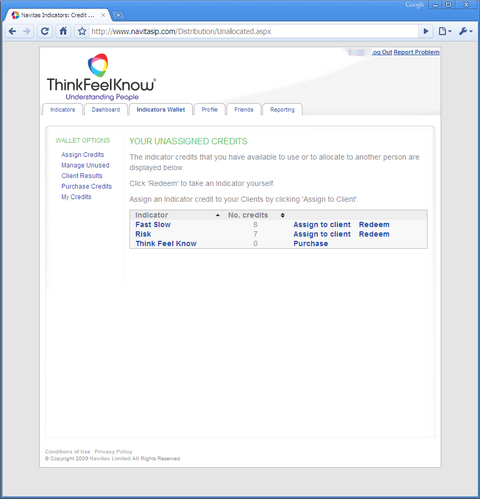 Navitas Indicators: Credit ...
Google
http://www.navitasip.com/Distribution/Unallocated.aspx
Log Out Report Problem
ThinkFeelKnow
Understanding People
Indicators Dashboard Indicators Wallet Profile Friends Reporting
WALLET OPTIONS
Assign Credits
Manage Unused
Client Results
Purchase Credits
My Credits
YOUR UNASSIGNED CREDITS
The indicator credits that you have available to use or to allocate to another person are
displayed below.
Click 'Redeem' to take an Indicator yourself.
Assign an Indicator credit to your Clients by clicking 'Assign to Client'.
Indicator No. credits
Fast Slow 8 Assign to client Redeem
Risk 7 Assign to client Redeem
Think Feel Know 0 Purchase
Conditions of Use Privacy Policy
© Copyright 2009 Navitas Limited All Rights Reserved